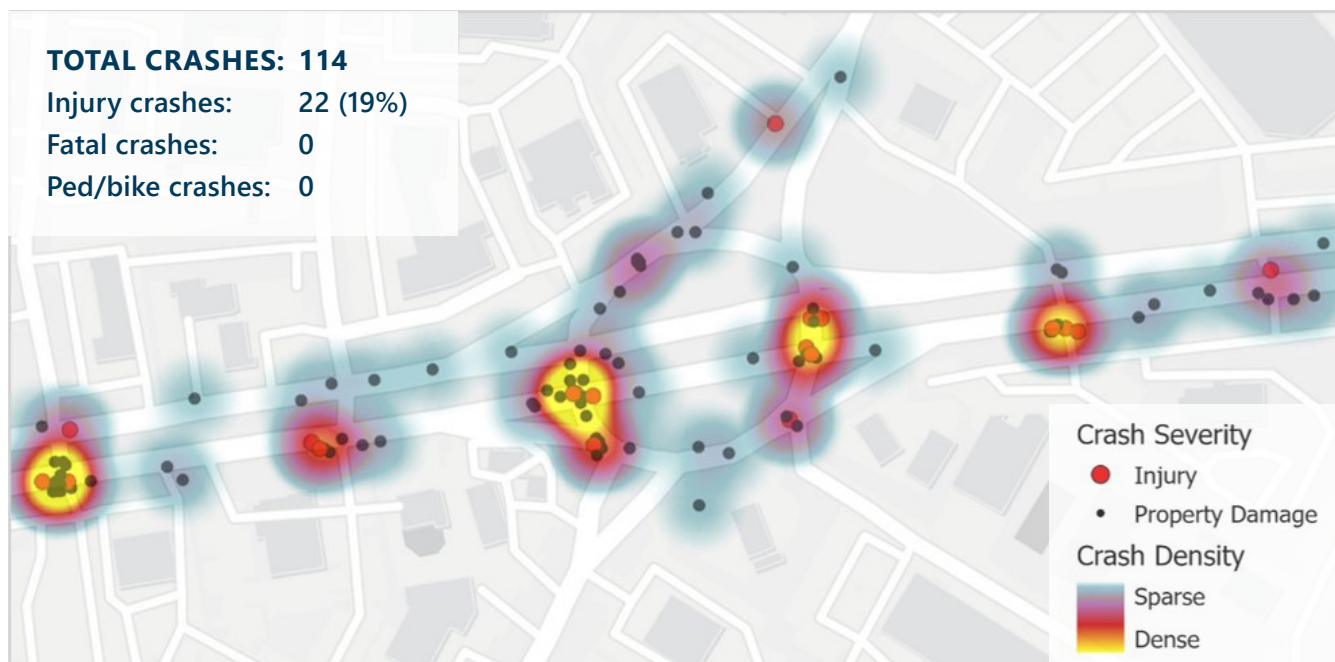 TOTAL CRASHES: 114
Injury crashes: 22 (19%)
Fatal crashes: 0
Ped/bike crashes: 0
Crash Severity
Injury
Property Damage
Crash Density
Sparse
Dense